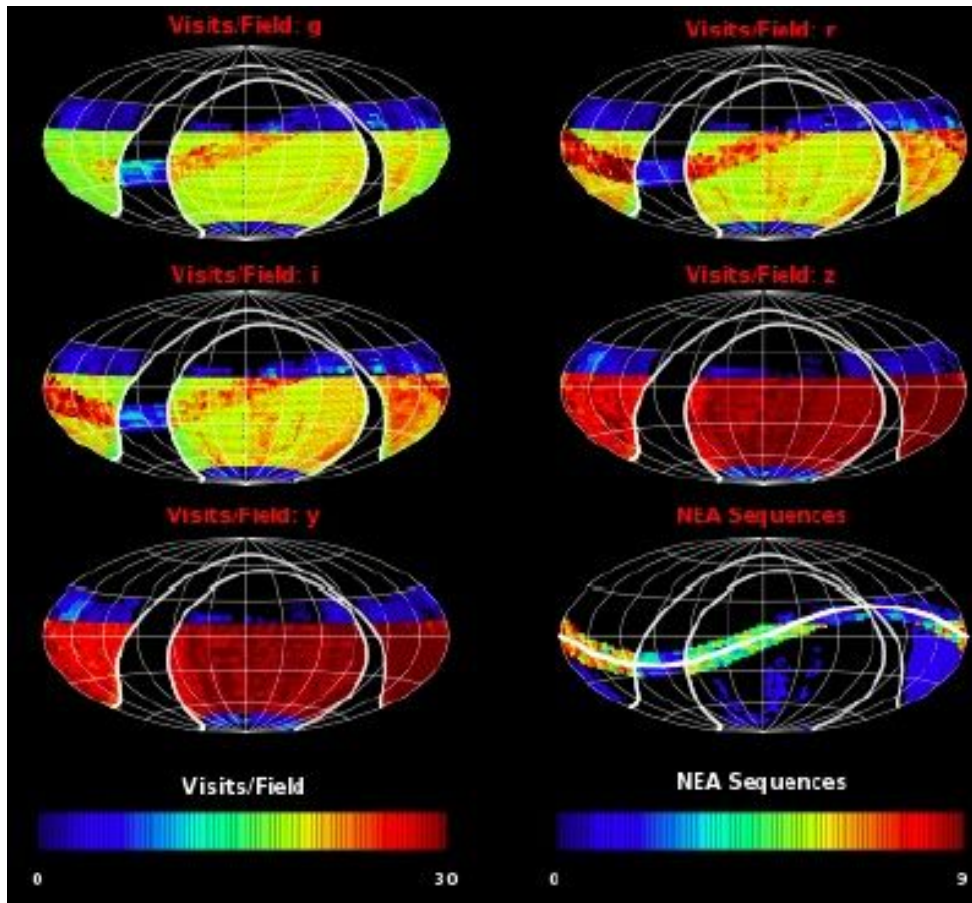 Visits/Field: g
Visits/Field: r
Visits/Field: i
Visits/Field: z
Visits/Field: y
NEA Sequences
Visits/Field
NEA Sequences
0
30
0
9